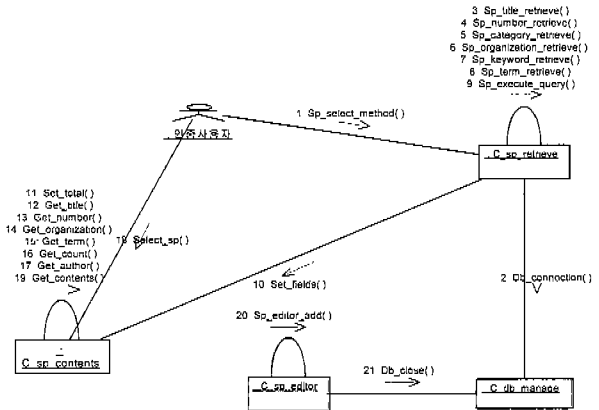 3 Sp_title_retrieve( )
4 Sp_number_retrieve( )
5 Sp_category_retrieve( )
6 Sp_organization_retrieve( )
7 Sp_keyword_retrieve( )
8 Sp_term_retrieve( )
9 Sp_execute_query( )
1 Sp_select_method( )
인증사용자
: C_sp_retrieve
11 Set_total( )
12 Get_title( )
13 Get_number( )
14 Get_organization( )
15 Get_term( )
16 Get_count( )
17 Get_author( )
19 Get_contents( )
18 Select_sp( )
2 Db_connection( )
10 Set_fields( )
20 Sp_editor_add( )
:
C_sp_contents
21 Db_close( )
: C_sp_editor
: C_db_manage